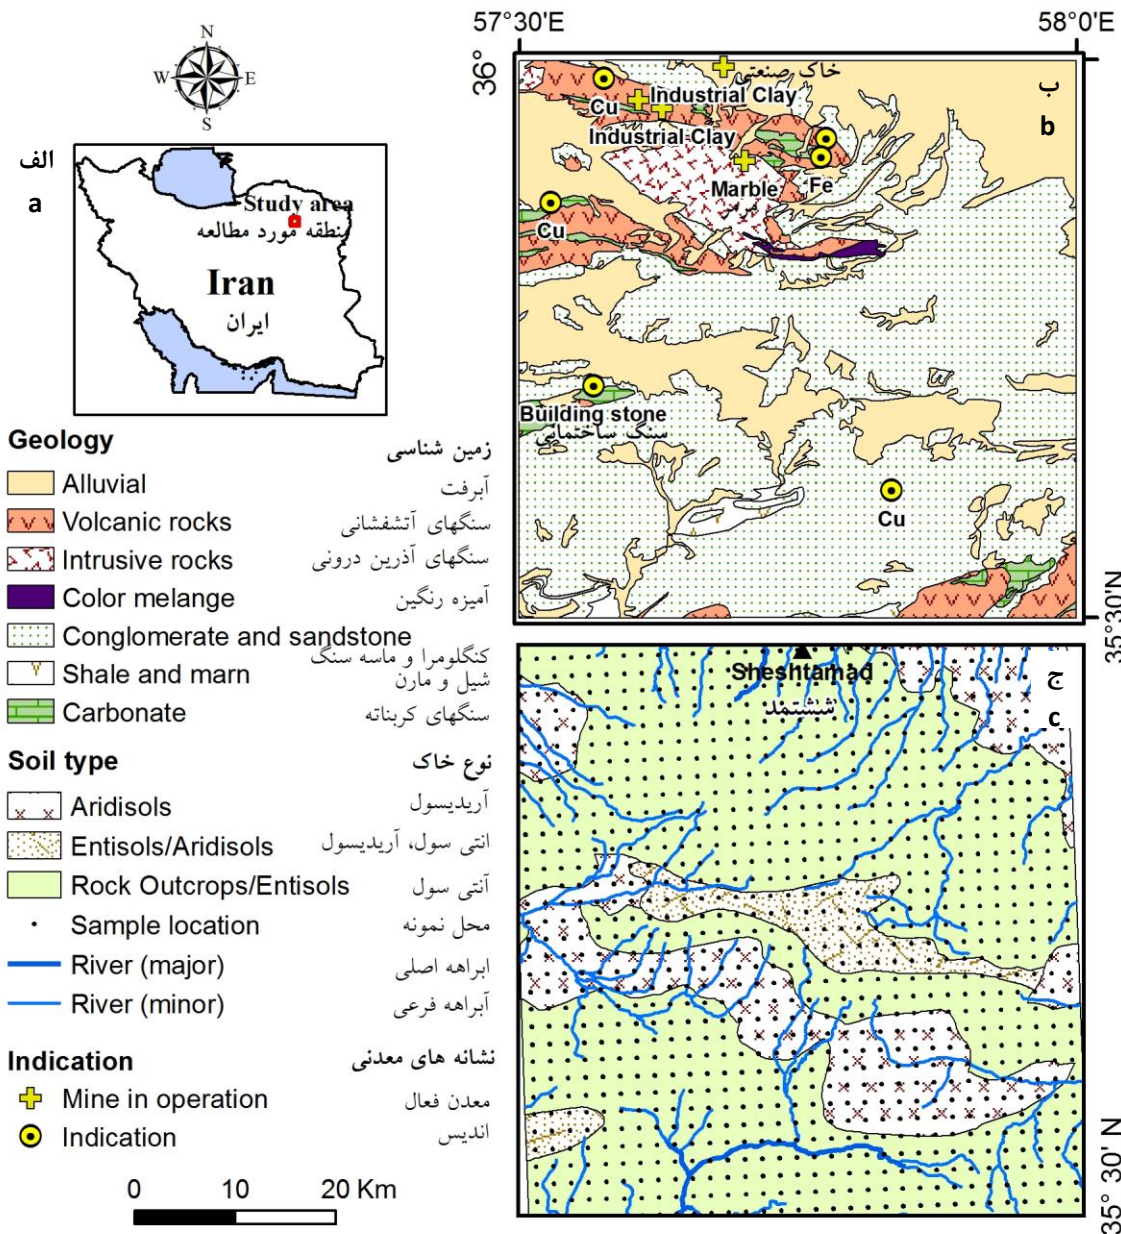 57°30'E
58°0'E
36°
N
W
E
S
الف
a
Study area
منطقه مورد مطالعه
Iran
ایران
ب
b
خاک صنعتی
Industrial Clay
Cu
Industrial Clay
Marble
مرمر
Fe
Cu
Building stone
سنگ ساختمانی
Cu
35°30'N
Geology
زمین شناسی
Alluvial
آبرفت
Volcanic rocks
سنگهای آتشفشانی
Intrusive rocks
سنگهای آذرین درونی
Color melange
آمیزه رنگین
Conglomerate and sandstone
کنگلومرا و ماسه سنگ
Shale and marn
شیل و مارن
Carbonate
سنگهای کربناته
Soil type
نوع خاک
Aridisols
آریدیسول
Entisols/Aridisols
انتی سول، آریدیسول
Rock Outcrops/Entisols
آنتی سول
Sample location
محل نمونه
River (major)
ابراهه اصلی
River (minor)
آبراهه فرعی
Indication
نشانه های معدنی
Mine in operation
معدن فعال
Indication
اندیس
0 10 20 Km
ج
c
Sheshtamad
ششتمد
35° 30' N